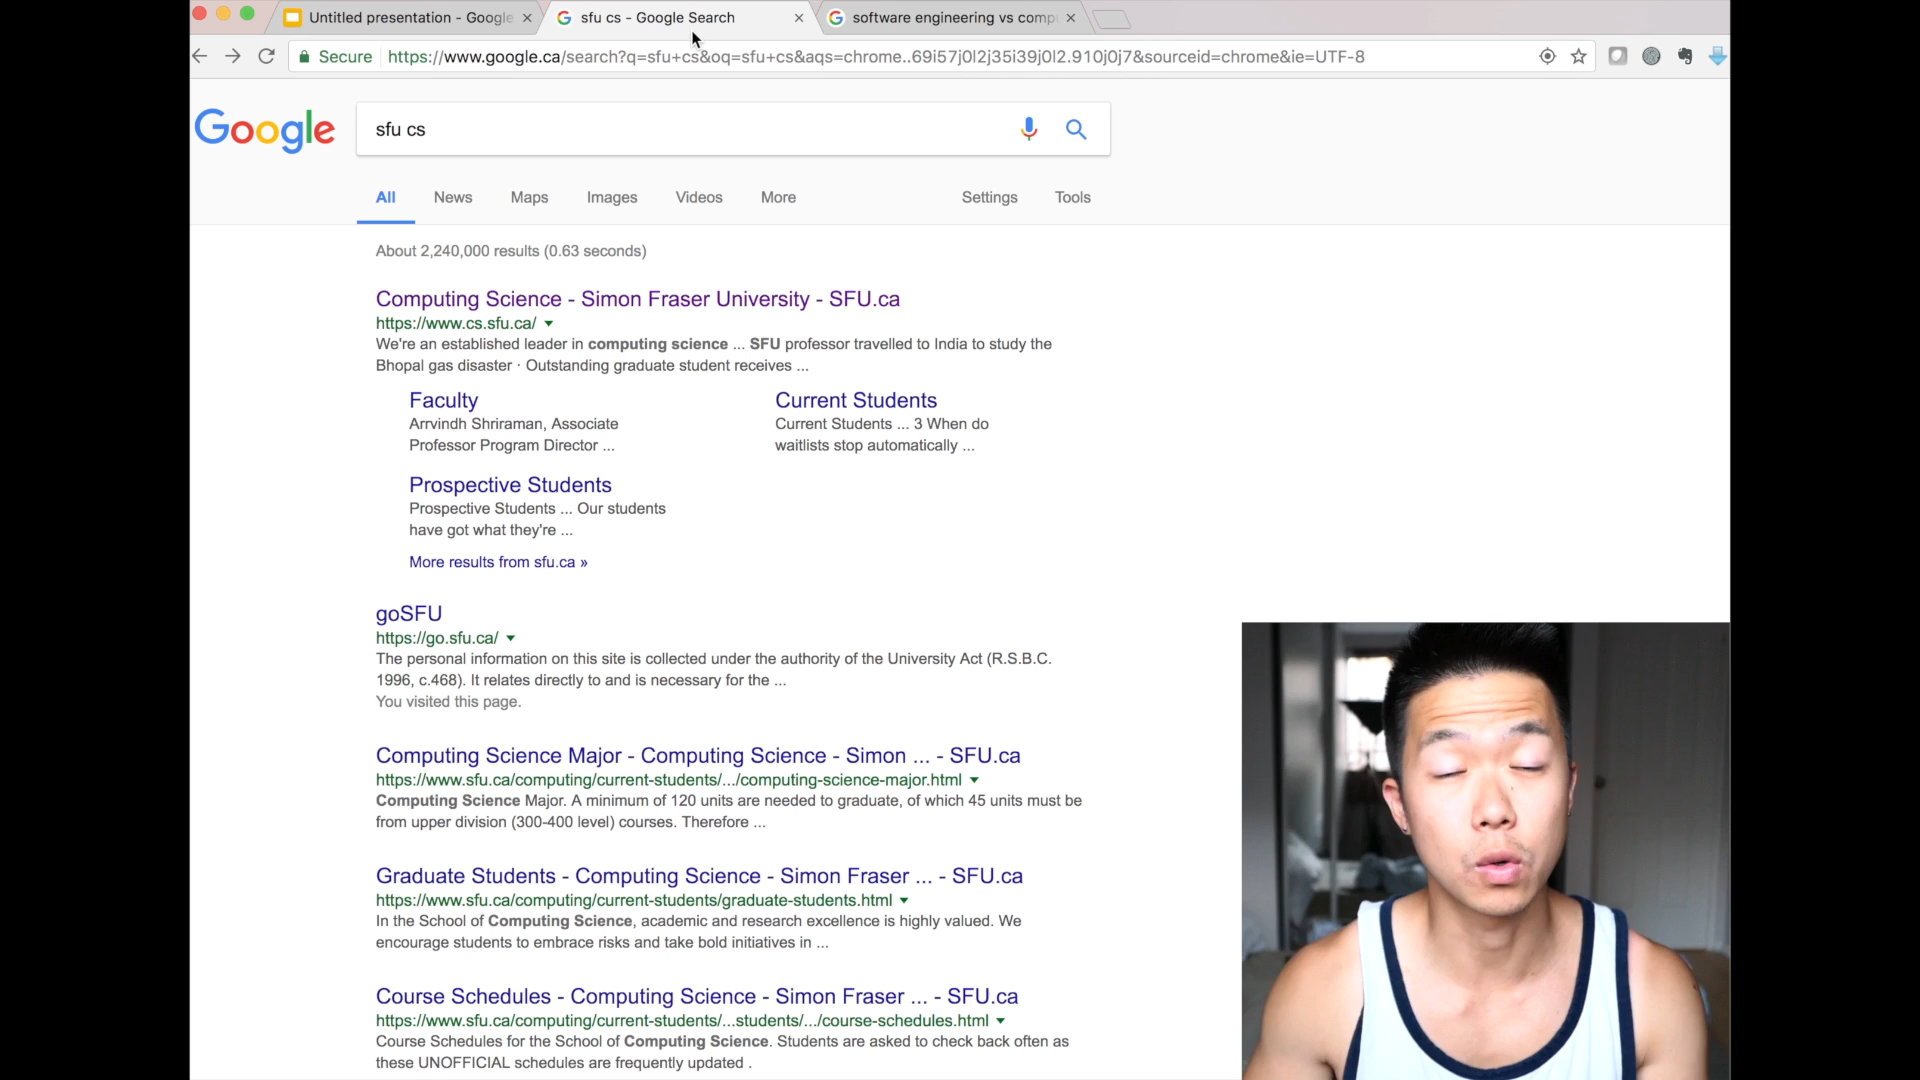 Untitled presentation - Google
sfu cs - Google Search
software engineering vs comp
Secure
https://www.google.ca/search?q=sfu+cs&oq=sfu+cs&aqs=chrome..69i57j0l2j35i39j0l2.910j0j7&sourceid=chrome&ie=UTF-8
Google
sfu cs
All News Maps Images Videos More Settings Tools
About 2,240,000 results (0.63 seconds)
Computing Science - Simon Fraser University - SFU.ca
https://www.cs.sfu.ca/
We're an established leader in computing science ... SFU professor travelled to India to study the
Bhopal gas disaster · Outstanding graduate student receives ...
Faculty
Arrvindh Shriraman, Associate
Professor Program Director ...
Current Students
Current Students ... 3 When do
waitlists stop automatically ...
Prospective Students
Prospective Students ... Our students
have got what they're ...
More results from sfu.ca »
goSFU
https://go.sfu.ca/
The personal information on this site is collected under the authority of the University Act (R.S.B.C.
1996, c.468). It relates directly to and is necessary for the ...
You visited this page.
Computing Science Major - Computing Science - Simon ... - SFU.ca
https://www.sfu.ca/computing/current-students/.../computing-science-major.html
Computing Science Major. A minimum of 120 units are needed to graduate, of which 45 units must be
from upper division (300-400 level) courses. Therefore ...
Graduate Students - Computing Science - Simon Fraser ... - SFU.ca
https://www.sfu.ca/computing/current-students/graduate-students.html
In the School of Computing Science, academic and research excellence is highly valued. We
encourage students to embrace risks and take bold initiatives in ...
Course Schedules - Computing Science - Simon Fraser ... - SFU.ca
https://www.sfu.ca/computing/current-students/...students/.../course-schedules.html
Course Schedules for the School of Computing Science. Students are asked to check back often as
these UNOFFICIAL schedules are frequently updated .